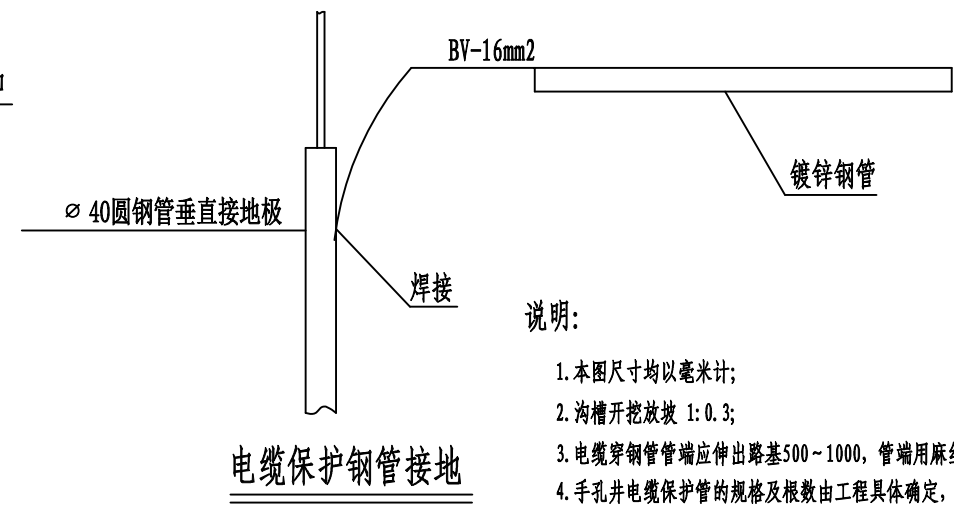 BV-16mm2
镀锌钢管
⌀ 40圆钢管垂直接地极
焊接
说明:
1.本图尺寸均以毫米计;
2.沟槽开挖放坡 1:0.3;
3.电缆穿钢管管端应伸出路基500~1000, 管端用麻
4.手孔井电缆保护管的规格及根数由工程具体确定,
电缆保护钢管接地